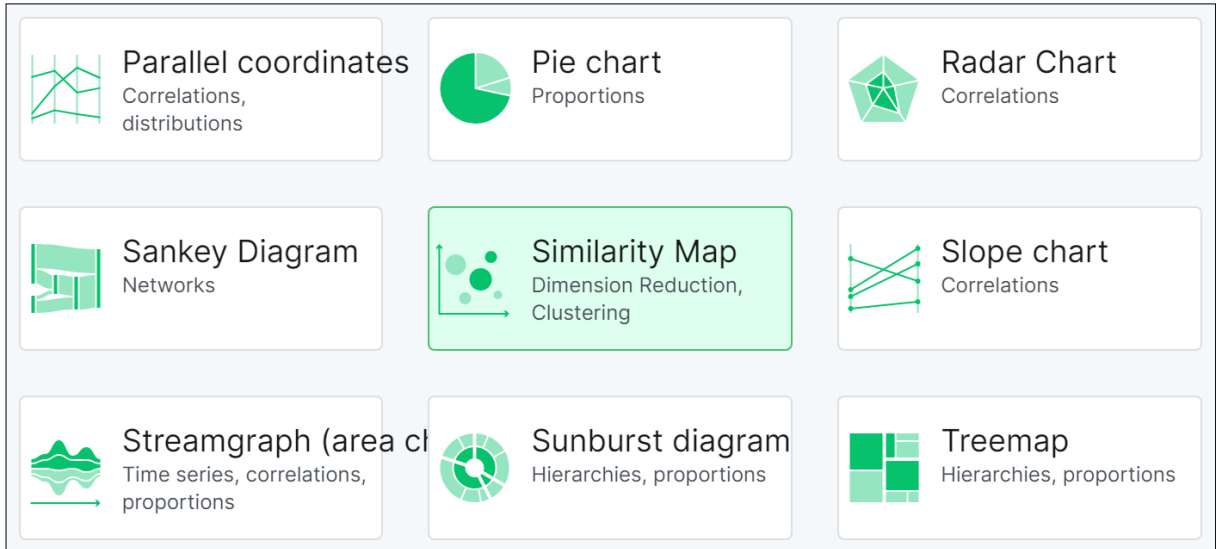 Parallel coordinates
Correlations,
distributions
Pie chart
Proportions
Radar Chart
Correlations
Sankey Diagram
Networks
Similarity Map
Dimension Reduction,
Clustering
Slope chart
Correlations
Streamgraph (area ch
Time series, correlations,
proportions
Sunburst diagram
Hierarchies, proportions
Treemap
Hierarchies, proportions